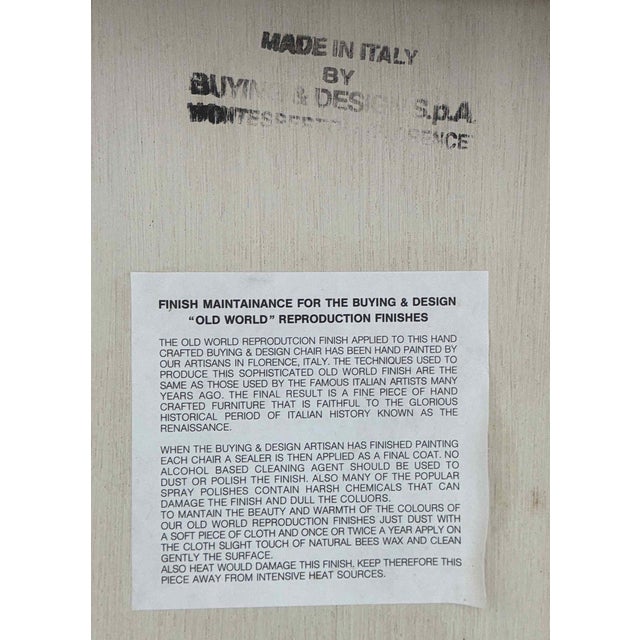 MADE IN ITALY
BY
BUYING & DESIGN S.p.A.
FLORENCE
FINISH MAINTAINANCE FOR THE BUYING & DESIGN
“OLD WORLD” REPRODUCTION FINISHES
THE OLD WORLD REPRODUTCION FINISH APPLIED TO THIS HAND
CRAFTED BUYING & DESIGN CHAIR HAS BEEN HAND PAINTED BY
OUR ARTISANS IN FLORENCE, ITALY. THE TECHNIQUES USED TO
PRODUCE THIS SOPHISTICATED OLD WORLD FINISH ARE THE
SAME AS THOSE USED BY THE FAMOUS ITALIAN ARTISTS MANY
YEARS AGO. THE FINAL RESULT IS A FINE PIECE OF HAND
CRAFTED FURNITURE THAT IS FAITHFUL TO THE GLORIOUS
HISTORICAL PERIOD OF ITALIAN HISTORY KNOWN AS THE
RENAISSANCE.
WHEN THE BUYING & DESIGN ARTISAN HAS FINISHED PAINTING
EACH CHAIR A SEALER IS THEN APPLIED AS A FINAL COAT. NO
ALCOHOL BASED CLEANING AGENT SHOULD BE USED TO
DUST OR POLISH THE FINISH. ALSO MANY OF THE POPULAR
SPRAY POLISHES CONTAIN HARSH CHEMICALS THAT CAN
DAMAGE THE FINISH AND DULL THE COLUORS.
TO MANTAIN THE BEAUTY AND WARMTH OF THE COLOURS OF
OUR OLD WORLD REPRODUCTION FINISHES JUST DUST WITH
A SOFT PIECE OF CLOTH AND ONCE OR TWICE A YEAR APPLY ON
THE CLOTH SLIGHT TOUCH OF NATURAL BEES WAX AND CLEAN
GENTLY THE SURFACE.
ALSO HEAT WOULD DAMAGE THIS FINISH. KEEP THEREFORE THIS
PIECE AWAY FROM INTENSIVE HEAT SOURCES.